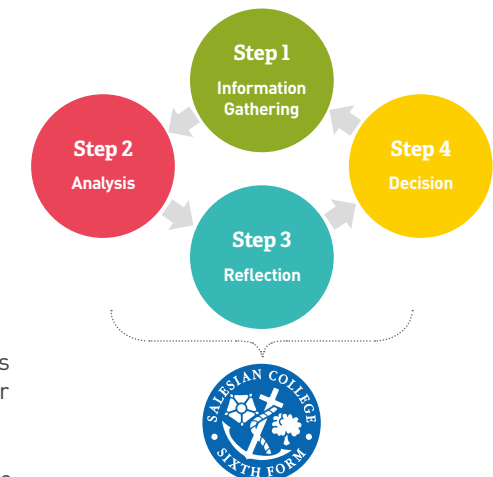 Step 1
Information
Gathering
Step 2
Analysis
Step 4
Decision
Step 3
Reflection
s
r
SALESIAN COLLEGE
SIXTH FORM